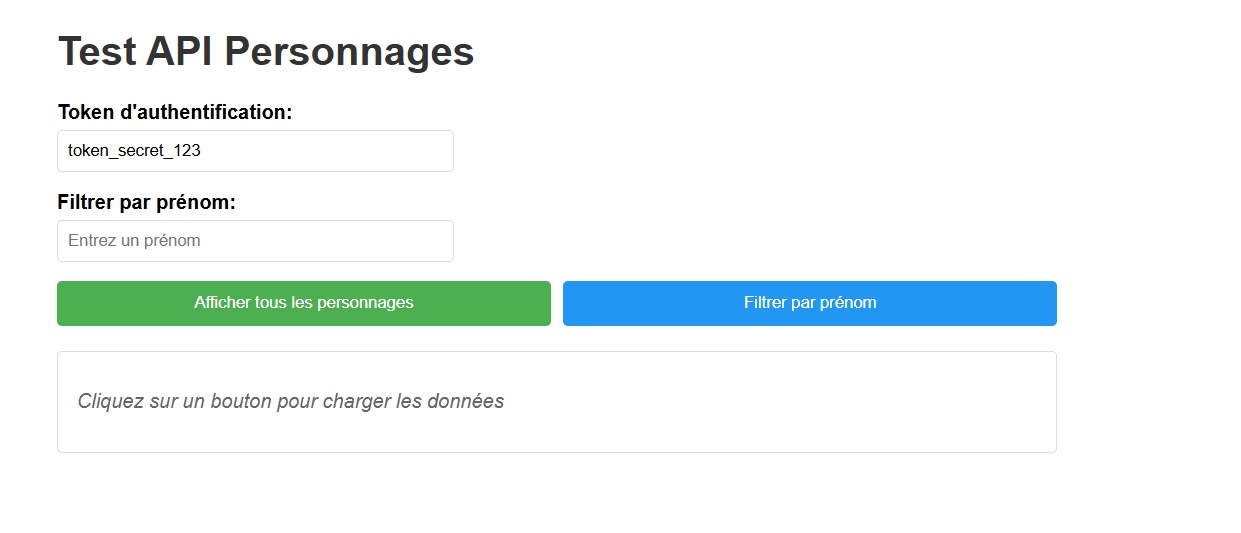 Test API Personnages
Token d'authentification:
token_secret_123
Filtrer par prénom:
Entrez un prénom
Afficher tous les personnages
Filtrer par prénom
Cliquez sur un bouton pour charger les données